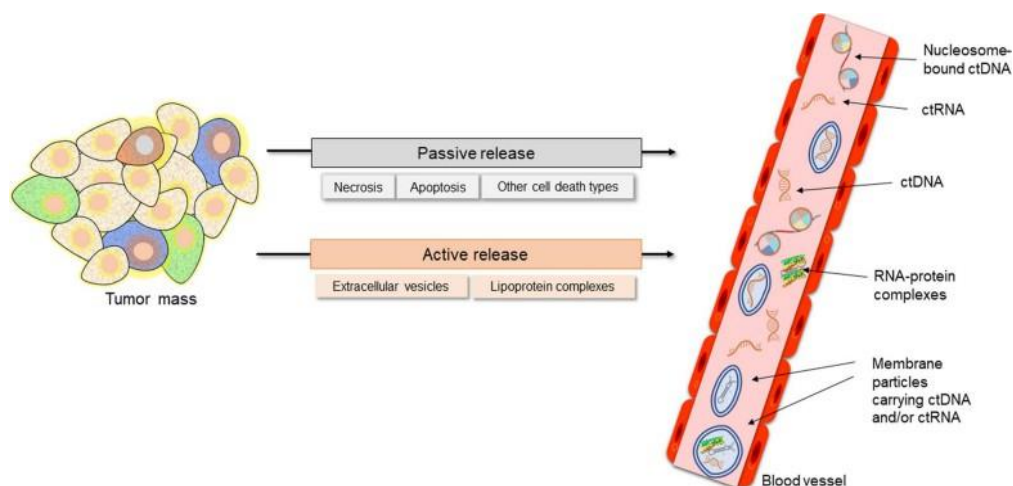 Passive release
Necrosis
Apoptosis
Other cell death types
Active release
Extracellular vesicles
Lipoprotein complexes
Tumor mass
Nucleosome-
bound ctDNA
ctRNA
ctDNA
RNA-protein
complexes
Membrane
particles
carrying ctDNA
and/or ctRNA
Blood vessel